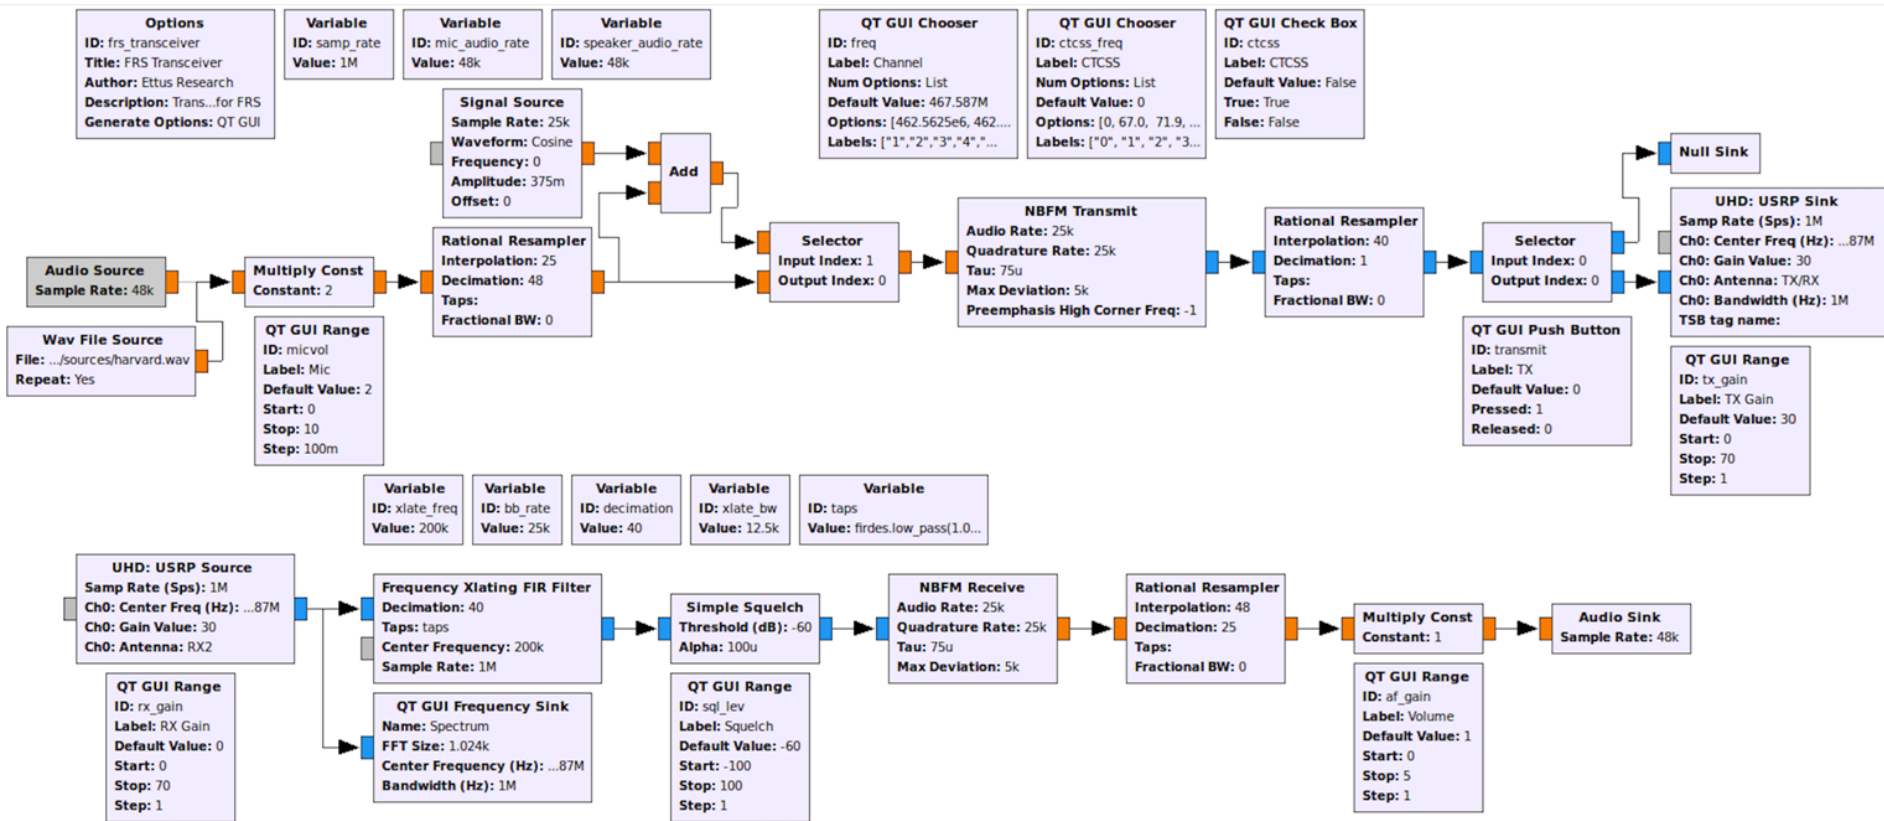 Options
ID: frs_transceiver
Title: FRS Transceiver
Author: Ettus Research
Description: Trans...for FRS
Generate Options: QT GUI
Variable
ID: samp_rate
Value: 1M
Variable
ID: mic_audio_rate
Value: 48k
Variable
ID: speaker_audio_rate
Value: 48k
QT GUI Chooser
ID: freq
Label: Channel
Num Options: List
Default Value: 467.587M
Options: [462.5625e6, 462....
Labels: ["1","2","3","4","...
QT GUI Chooser
ID: ctcss_freq
Label: CTCSS
Num Options: List
Default Value: 0
Options: [0, 67.0, 71.9, ...
Labels: ["0", "1", "2", "3...
QT GUI Check Box
ID: ctcss
Label: CTCSS
Default Value: False
True: True
False: False
Signal Source
Sample Rate: 25k
Waveform: Cosine
Frequency: 0
Amplitude: 375m
Offset: 0
Add
Audio Source
Sample Rate: 48k
Wav File Source
File: .../sources/harvard.wav
Repeat: Yes
Multiply Const
Constant: 2
QT GUI Range
ID: micvol
Label: Mic
Default Value: 2
Start: 0
Stop: 10
Step: 100m
Rational Resampler
Interpolation: 25
Decimation: 48
Taps:
Fractional BW: 0
Selector
Input Index: 1
Output Index: 0
NBFM Transmit
Audio Rate: 25k
Quadrature Rate: 25k
Tau: 75u
Max Deviation: 5k
Preemphasis High Corner Freq: -1
Rational Resampler
Interpolation: 40
Decimation: 1
Taps:
Fractional BW: 0
Selector
Input Index: 0
Output Index: 0
Null Sink
UHD: USRP Sink
Samp Rate (Sps): 1M
Ch0: Center Freq (Hz): ...87M
Ch0: Gain Value: 30
Ch0: Antenna: TX/RX
Ch0: Bandwidth (Hz): 1M
TSB tag name:
QT GUI Push Button
ID: transmit
Label: TX
Default Value: 0
Pressed: 1
Released: 0
QT GUI Range
ID: tx_gain
Label: TX Gain
Default Value: 30
Start: 0
Stop: 70
Step: 1
Variable
ID: xlate_freq
Value: 200k
Variable
ID: bb_rate
Value: 25k
Variable
ID: decimation
Value: 40
Variable
ID: xlate_bw
Value: 12.5k
Variable
ID: taps
Value: firdes.low_pass(1.0...
UHD: USRP Source
Samp Rate (Sps): 1M
Ch0: Center Freq (Hz): ...87M
Ch0: Gain Value: 30
Ch0: Antenna: RX2
QT GUI Range
ID: rx_gain
Label: RX Gain
Default Value: 0
Start: 0
Stop: 70
Step: 1
Frequency Xlating FIR Filter
Decimation: 40
Taps: taps
Center Frequency: 200k
Sample Rate: 1M
QT GUI Frequency Sink
Name: Spectrum
FFT Size: 1.024k
Center Frequency (Hz): ...87M
Bandwidth (Hz): 1M
Simple Squelch
Threshold (dB): -60
Alpha: 100u
QT GUI Range
ID: sql_lev
Label: Squelch
Default Value: -60
Start: -100
Stop: 100
Step: 1
NBFM Receive
Audio Rate: 25k
Quadrature Rate: 25k
Tau: 75u
Max Deviation: 5k
Rational Resampler
Interpolation: 48
Decimation: 25
Taps:
Fractional BW: 0
Multiply Const
Constant: 1
QT GUI Range
ID: af_gain
Label: Volume
Default Value: 1
Start: 0
Stop: 5
Step: 1
Audio Sink
Sample Rate: 48k